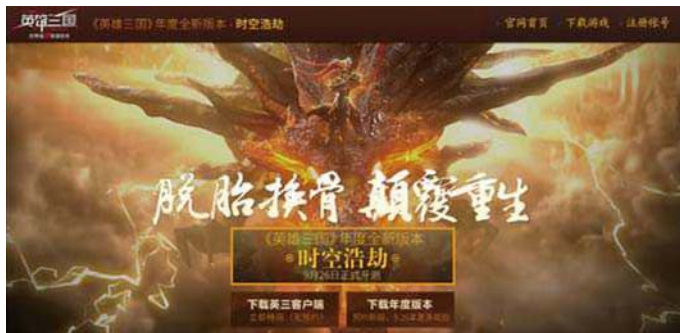 英雄三国
《英雄三国》年度全新版本 · 时空浩劫
官网首页 下载游戏 注册帐号
脱胎换骨 颠覆重生
《英雄三国》年度全新版本
时空浩劫
9月26日正式开测
下载英三客户端 下载年度版本